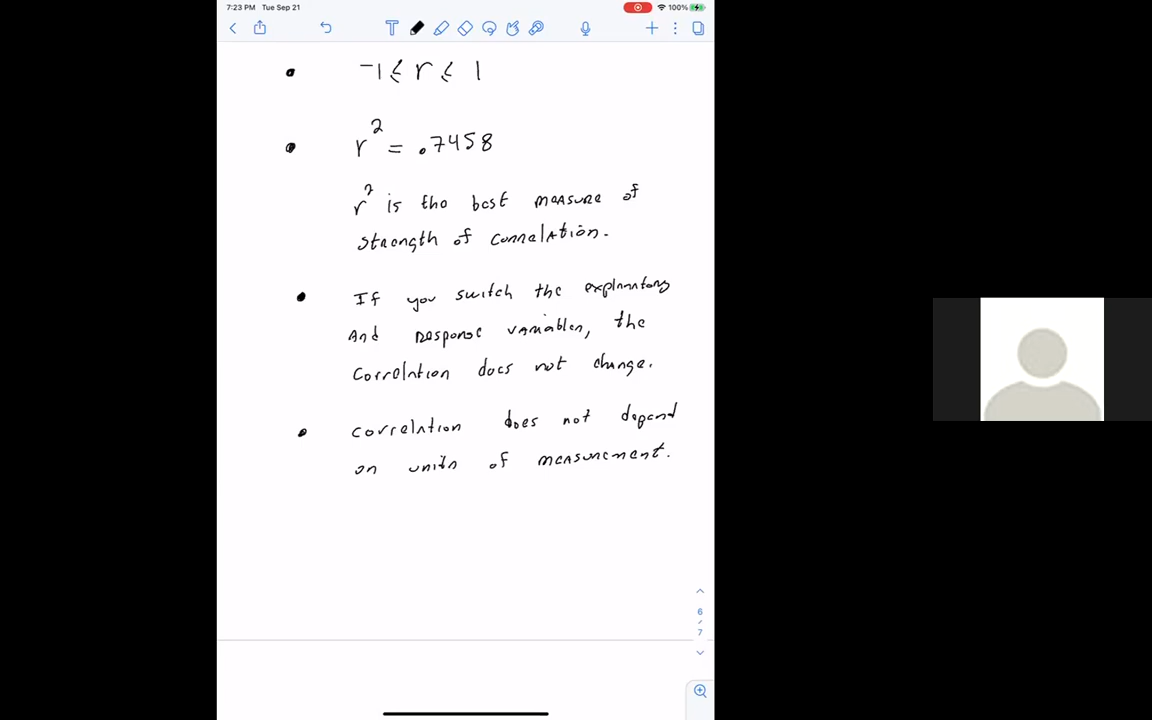 7:23 PM Tue Sep 21
100%
-1 ≤ r ≤ 1
r² = .7458
r² is the best measure of
strength of correlation.
If you switch the explanatory
And Response variables, the
correlation does not change.
correlation does not depend
on units of measurement.
6
/
7